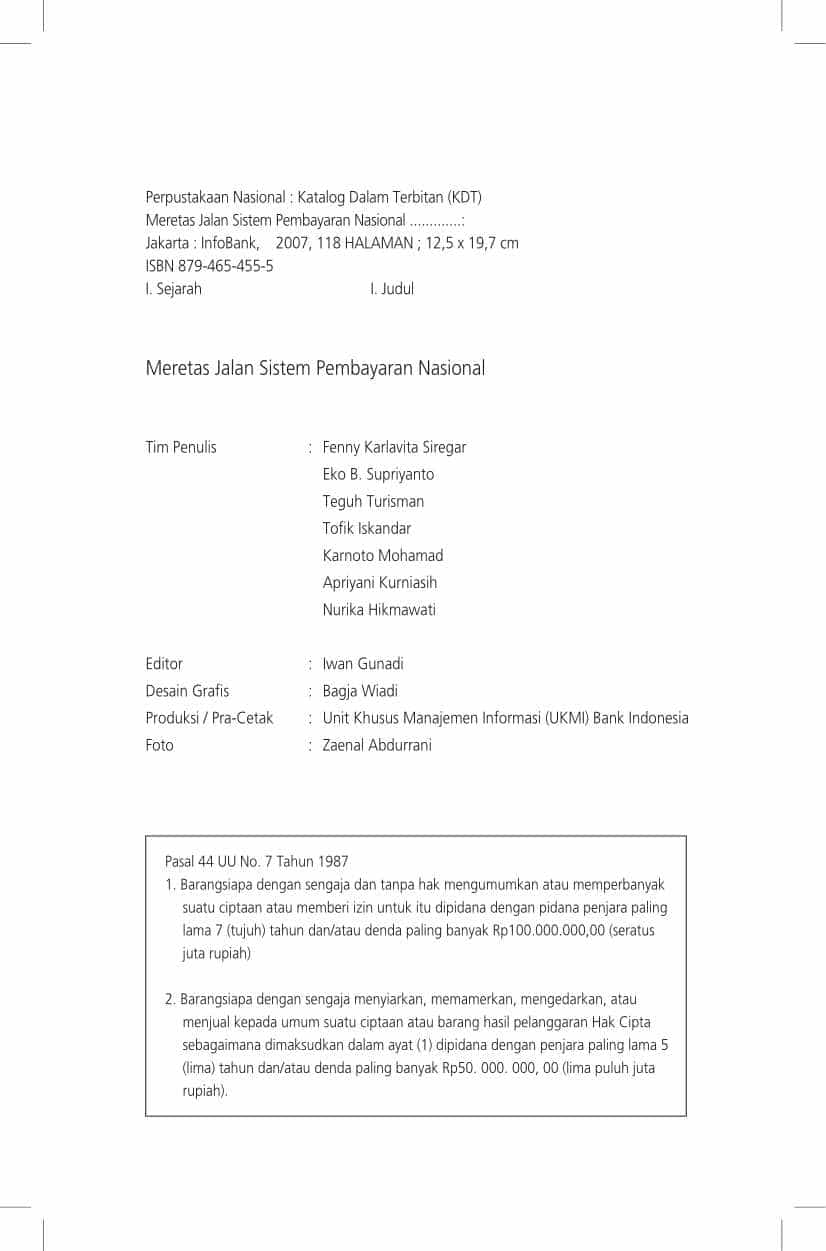 Perpustakaan Nasional : Katalog Dalam Terbitan (KDT)
Meretas Jalan Sistem Pembayaran Nasional .............:
Jakarta : InfoBank, 2007, 118 HALAMAN ; 12,5 x 19,7 cm
ISBN 879-465-455-5
I. Sejarah I. Judul
Meretas Jalan Sistem Pembayaran Nasional
Tim Penulis : Fenny Karlavita Siregar
Eko B. Supriyanto
Teguh Turisman
Tofik Iskandar
Karnoto Mohamad
Apriyani Kurniasih
Nurika Hikmawati
Editor : Iwan Gunadi
Desain Grafis : Bagja Wiadi
Produksi / Pra-Cetak : Unit Khusus Manajemen Informasi (UKMI) Bank Indonesia
Foto : Zaenal Abdurrani
Pasal 44 UU No. 7 Tahun 1987
1. Barangsiapa dengan sengaja dan tanpa hak mengumumkan atau memperbanyak
suatu ciptaan atau memberi izin untuk itu dipidana dengan pidana penjara paling
lama 7 (tujuh) tahun dan/atau denda paling banyak Rp100.000.000,00 (seratus
juta rupiah)
2. Barangsiapa dengan sengaja menyiarkan, memamerkan, mengedarkan, atau
menjual kepada umum suatu ciptaan atau barang hasil pelanggaran Hak Cipta
sebagaimana dimaksudkan dalam ayat (1) dipidana dengan penjara paling lama 5
(lima) tahun dan/atau denda paling banyak Rp50. 000. 000, 00 (lima puluh juta
rupiah).